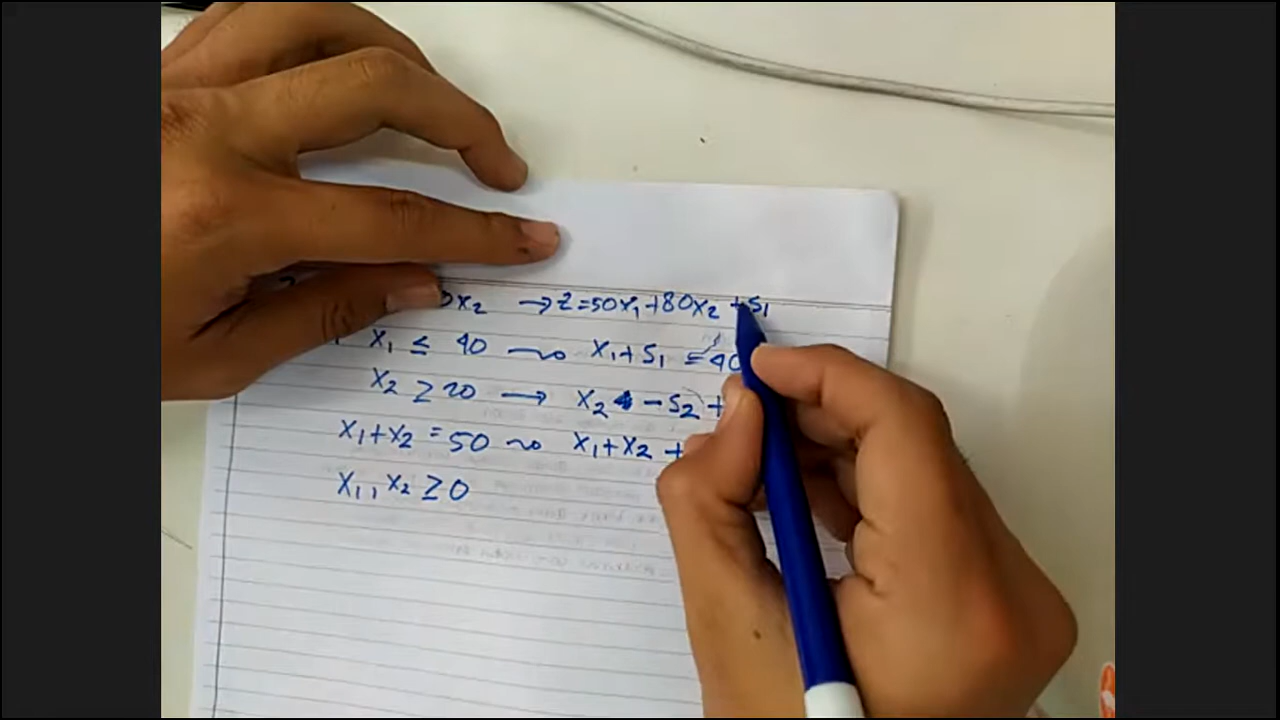 x₂ → Z=50x₁+80x₂ +S₁
x₁ ≤ 40 ~ x₁+S₁ =40
x₂ ≥ 20 → x₂ -S₂ +
x₁+x₂ =50 ~ x₁+x₂ +
x₁, x₂ ≥0